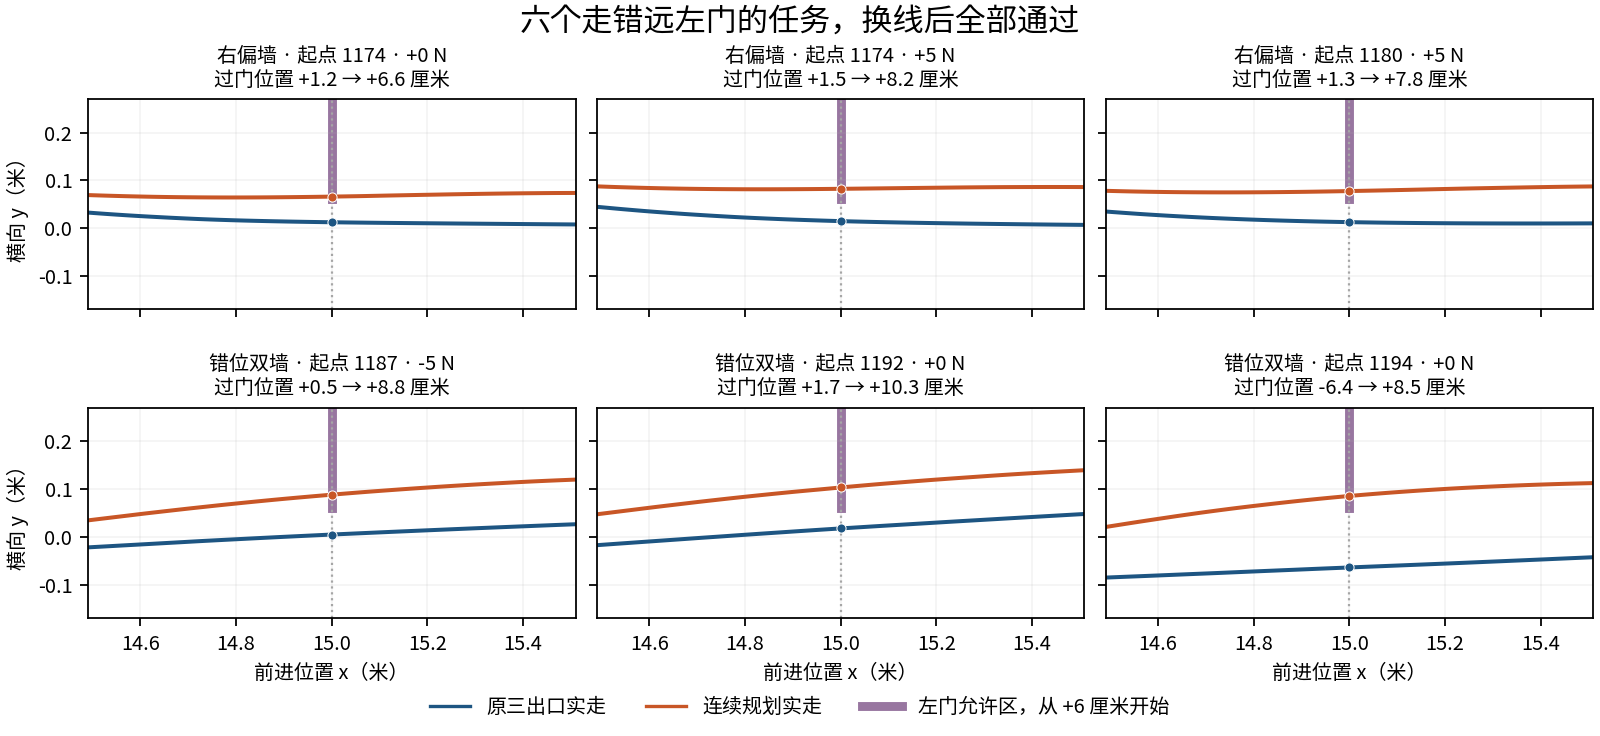 六个走错远左门的任务，换线后全部通过
右偏墙 · 起点 1174 · +0 N
过门位置 +1.2 → +6.6 厘米
右偏墙 · 起点 1174 · +5 N
过门位置 +1.5 → +8.2 厘米
右偏墙 · 起点 1180 · +5 N
过门位置 +1.3 → +7.8 厘米
横向 y（米）
0.2
0.1
0.0
-0.1
错位双墙 · 起点 1187 · -5 N
过门位置 +0.5 → +8.8 厘米
错位双墙 · 起点 1192 · +0 N
过门位置 +1.7 → +10.3 厘米
错位双墙 · 起点 1194 · +0 N
过门位置 -6.4 → +8.5 厘米
横向 y（米）
0.2
0.1
0.0
-0.1
14.6 14.8 15.0 15.2 15.4
14.6 14.8 15.0 15.2 15.4
14.6 14.8 15.0 15.2 15.4
前进位置 x（米）
前进位置 x（米）
前进位置 x（米）
原三出口实走
连续规划实走
左门允许区，从 +6 厘米开始